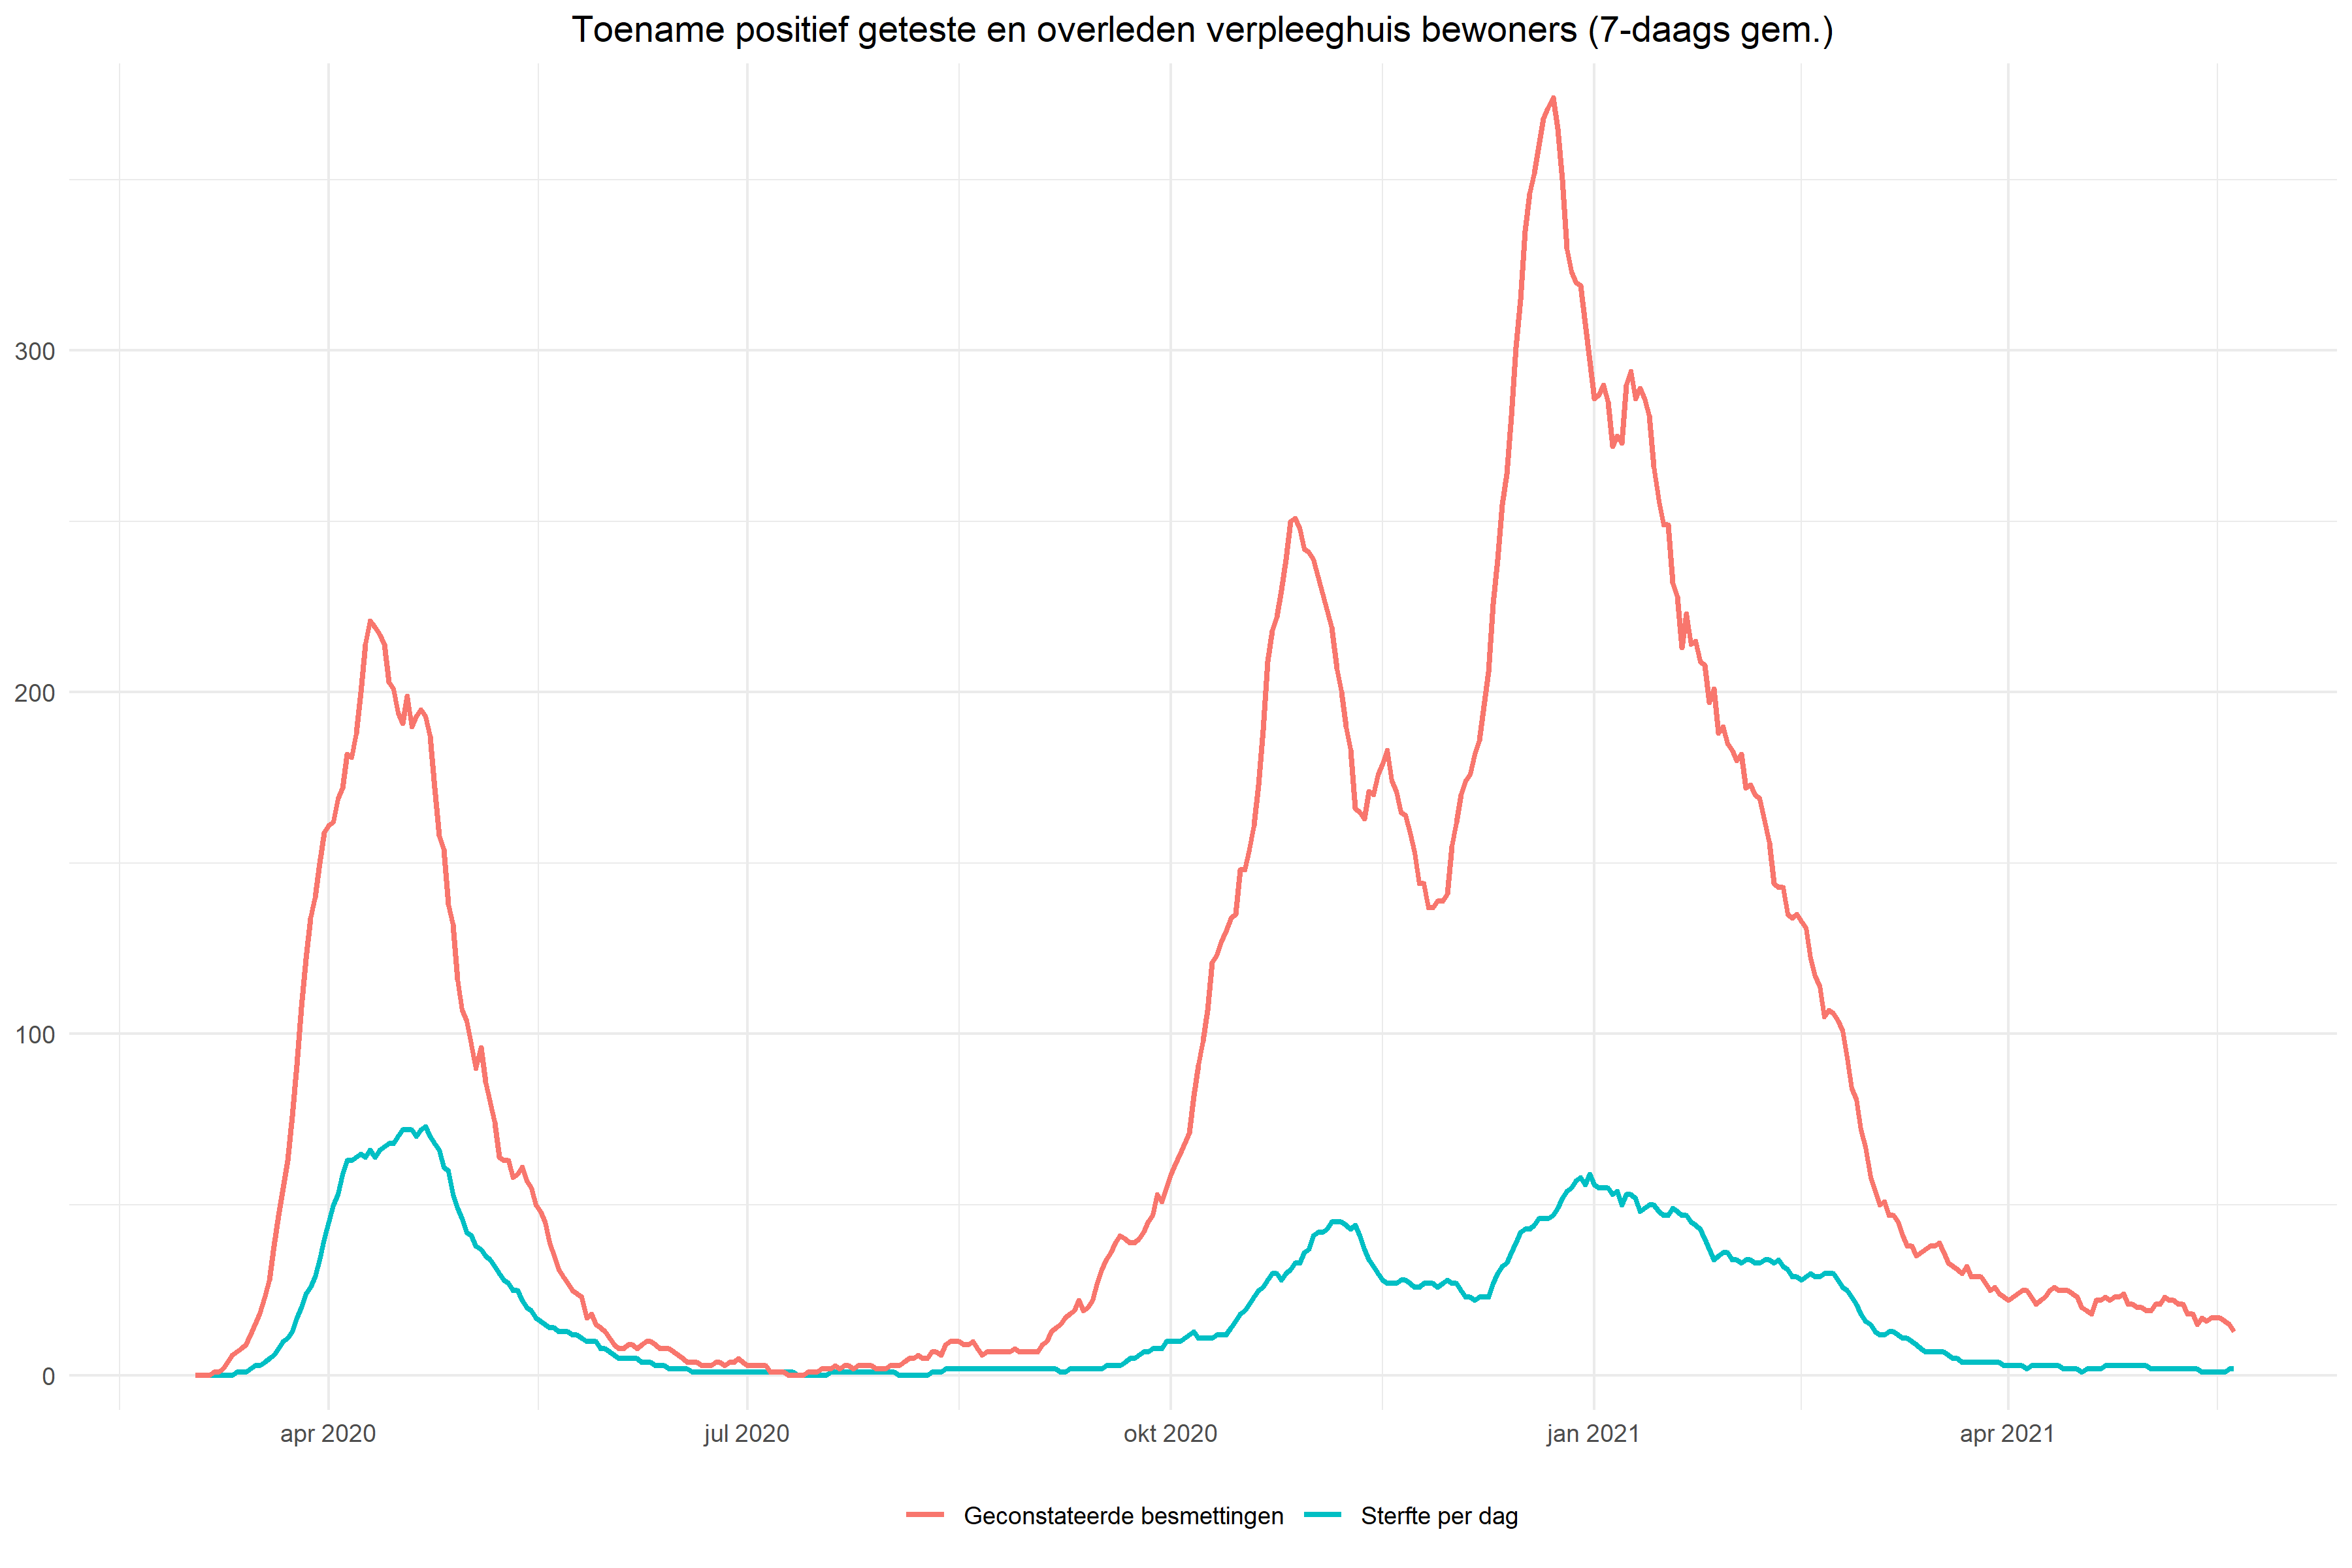 Toename positief geteste en overleden verpleeghuis bewoners (7-daags gem.)
300
200
100
0
apr 2020 jul 2020 okt 2020 jan 2021 apr 2021
Geconstateerde besmettingen Sterfte per dag